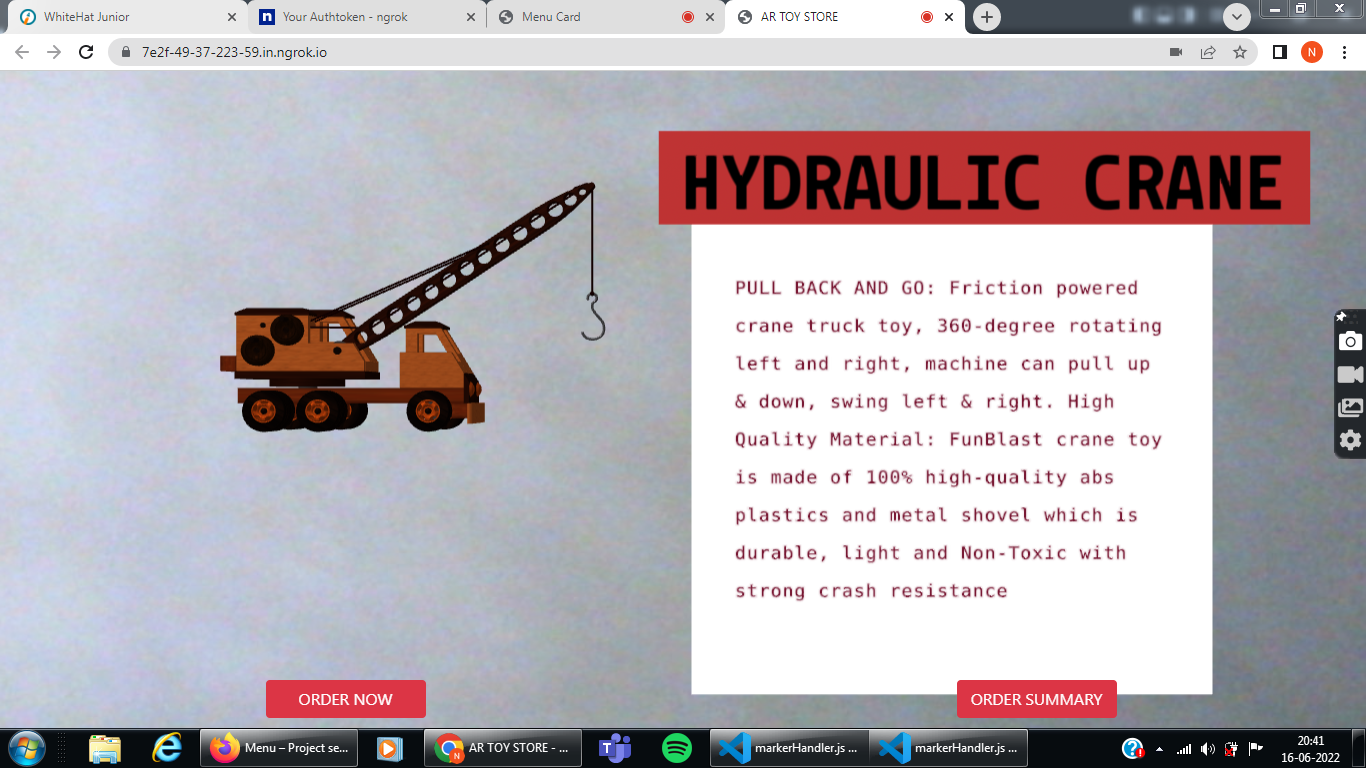 WhiteHat Junior
Your Authtoken - ngrok
Menu Card
AR TOY STORE
7e2f-49-37-223-59.in.ngrok.io
N
HYDRAULIC CRANE
PULL BACK AND GO: Friction powered
crane truck toy, 360-degree rotating
left and right, machine can pull up
& down, swing left & right. High
Quality Material: FunBlast crane toy
is made of 100% high-quality abs
plastics and metal shovel which is
durable, light and Non-Toxic with
strong crash resistance
ORDER NOW
ORDER SUMMARY
Menu – Project se...
AR TOY STORE - ...
markerHandler.js ...
markerHandler.js ...
20:41
16-06-2022